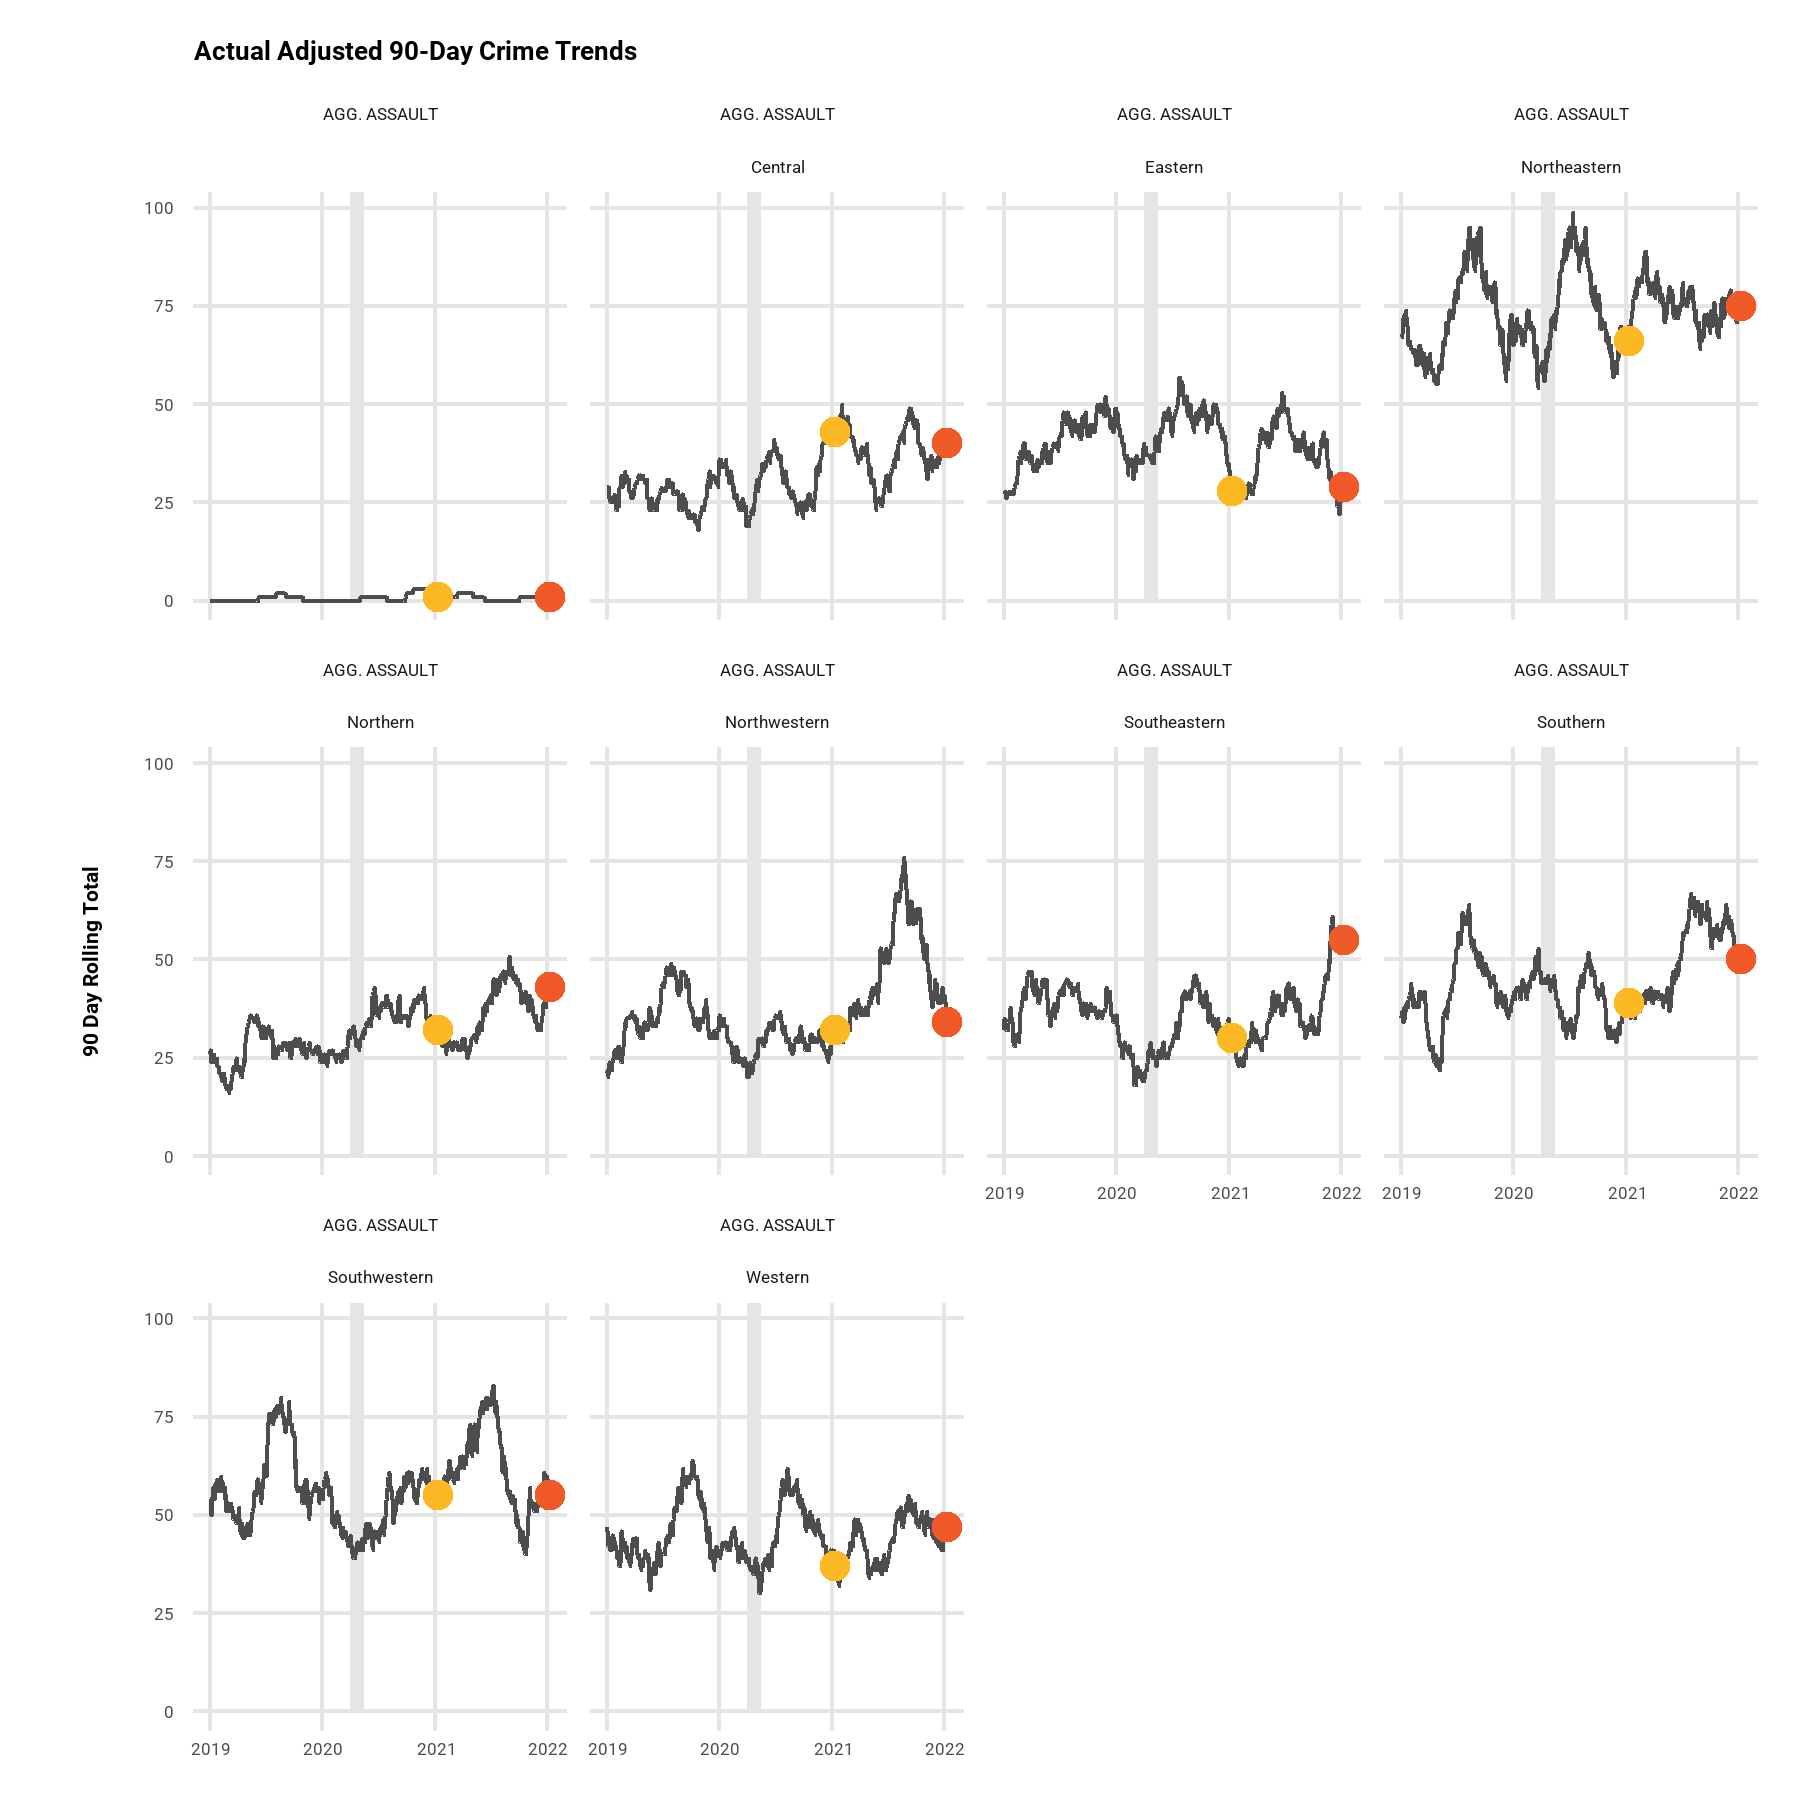 Actual Adjusted 90-Day Crime Trends
AGG. ASSAULT
AGG. ASSAULT
AGG. ASSAULT
AGG. ASSAULT
Central
Eastern
Northeastern
100
75
50
25
0
AGG. ASSAULT
AGG. ASSAULT
AGG. ASSAULT
AGG. ASSAULT
Northern
Northwestern
Southeastern
Southern
100
75
50
25
0
90 Day Rolling Total
2019
2020
2021
2022
2019
2020
2021
2022
AGG. ASSAULT
AGG. ASSAULT
Southwestern
Western
100
75
50
25
0
2019
2020
2021
2022
2019
2020
2021
2022